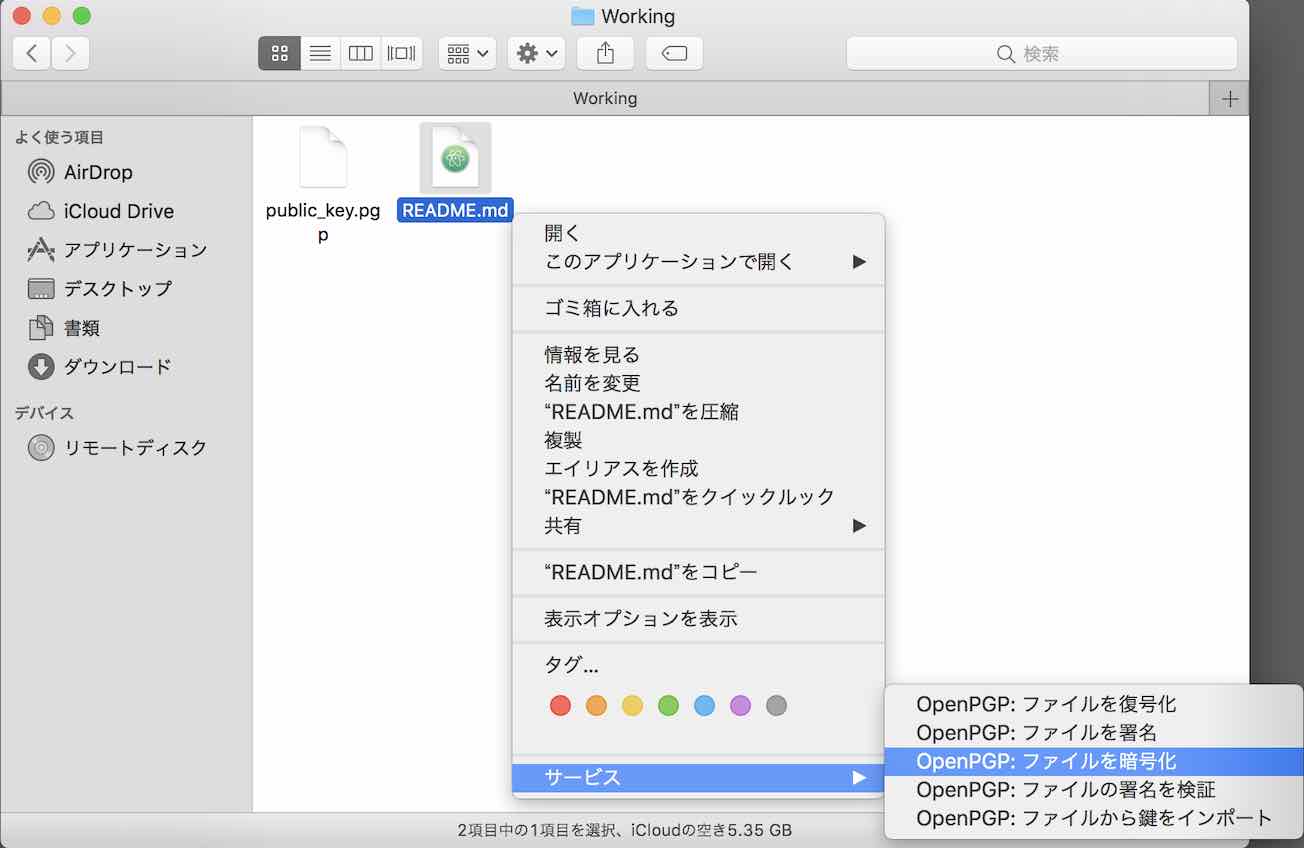 Working
検索
Working
よく使う項目
AirDrop
iCloud Drive
アプリケーション
デスクトップ
書類
ダウンロード
デバイス
リモートディスク
public_key.pg
p
README.md
開く
このアプリケーションで開く
ゴミ箱に入れる
情報を見る
名前を変更
“README.md”を圧縮
複製
エイリアスを作成
“README.md”をクイックルック
共有
“README.md”をコピー
表示オプションを表示
タグ...
サービス
OpenPGP: ファイルを復号化
OpenPGP: ファイルを署名
OpenPGP: ファイルを暗号化
OpenPGP: ファイルの署名を検証
OpenPGP: ファイルから鍵をインポート
2項目中の1項目を選択、iCloudの空き5.35 GB